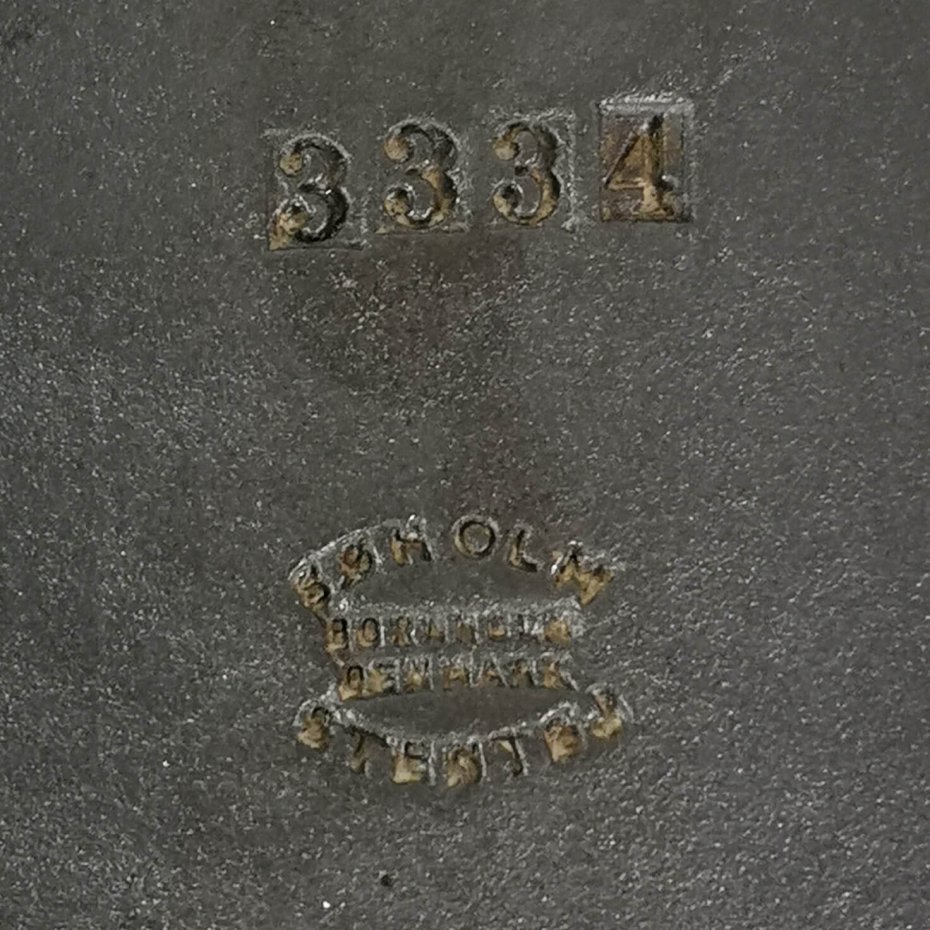 3334
SØHOLM
BORNHOLM
DENMARK
STENTØJ